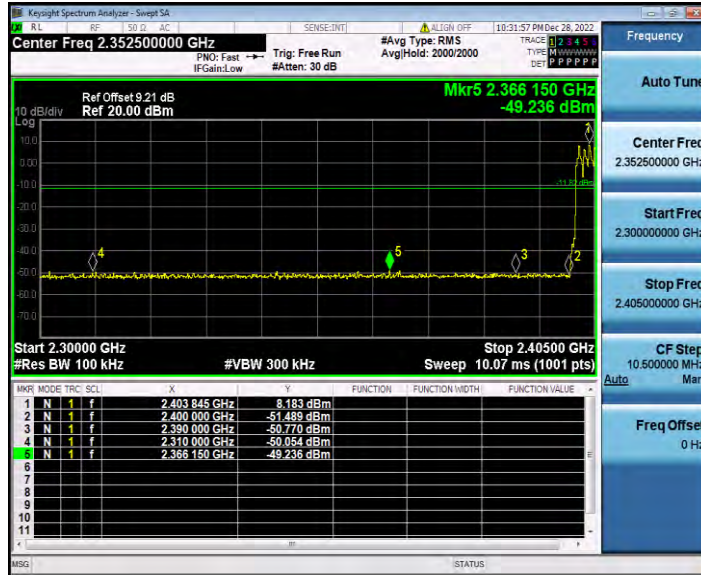 Keysight Spectrum Analyzer - Swept SA
RL RF 50 Ω AC SENSE:INT ALIGN OFF 10:31:57 PM Dec 28, 2022
Center Freq 2.352500000 GHz
PNO: Fast
IFGain:Low
Trig: Free Run
#Atten: 30 dB
#Avg Type: RMS
Avg|Hold: 2000/2000
TRACE 1 2 3 4 5 6
TYPE M WWWWW
DET P P P P P P
Ref Offset 9.21 dB
Ref 20.00 dBm
10 dB/div
Log
Mkr5 2.366 150 GHz
-49.236 dBm
10.0
0.00
-10.0
-20.0
-30.0
-40.0
-50.0
-60.0
-70.0
1
-11.82 dBm
4
5
3
2
Start 2.30000 GHz Stop 2.40500 GHz
#Res BW 100 kHz #VBW 300 kHz Sweep 10.07 ms (1001 pts)
MKR MODE TRC SCL X Y FUNCTION FUNCTION WIDTH FUNCTION VALUE
1 N 1 f 2.403 845 GHz 8.183 dBm
2 N 1 f 2.400 000 GHz -51.489 dBm
3 N 1 f 2.390 000 GHz -50.770 dBm
4 N 1 f 2.310 000 GHz -50.054 dBm
5 N 1 f 2.366 150 GHz -49.236 dBm
6
7
8
9
10
11
MSG STATUS
Frequency
Auto Tune
Center Freq
2.352500000 GHz
Start Freq
2.300000000 GHz
Stop Freq
2.405000000 GHz
CF Step
10.500000 MHz
Auto Man
Freq Offset
0 Hz